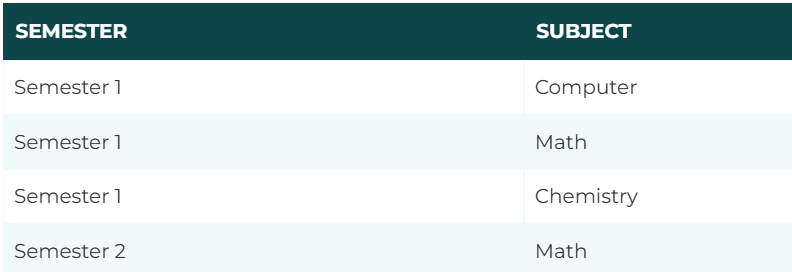 SEMESTER SUBJECT
Semester 1 Computer
Semester 1 Math
Semester 1 Chemistry
Semester 2 Math